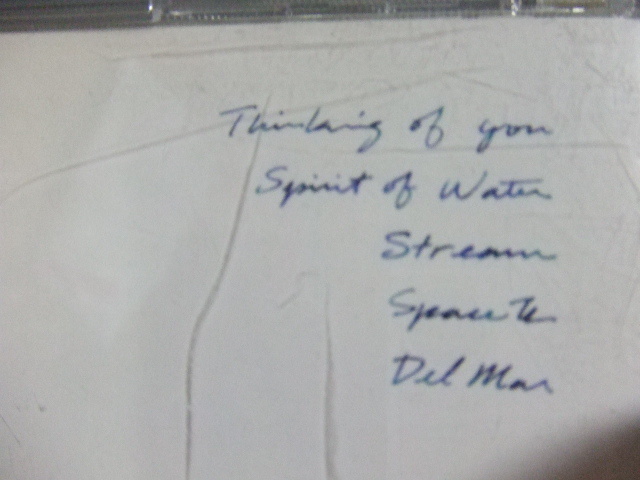 Thinking of you
Spirit of Water
Stream
Del Mar